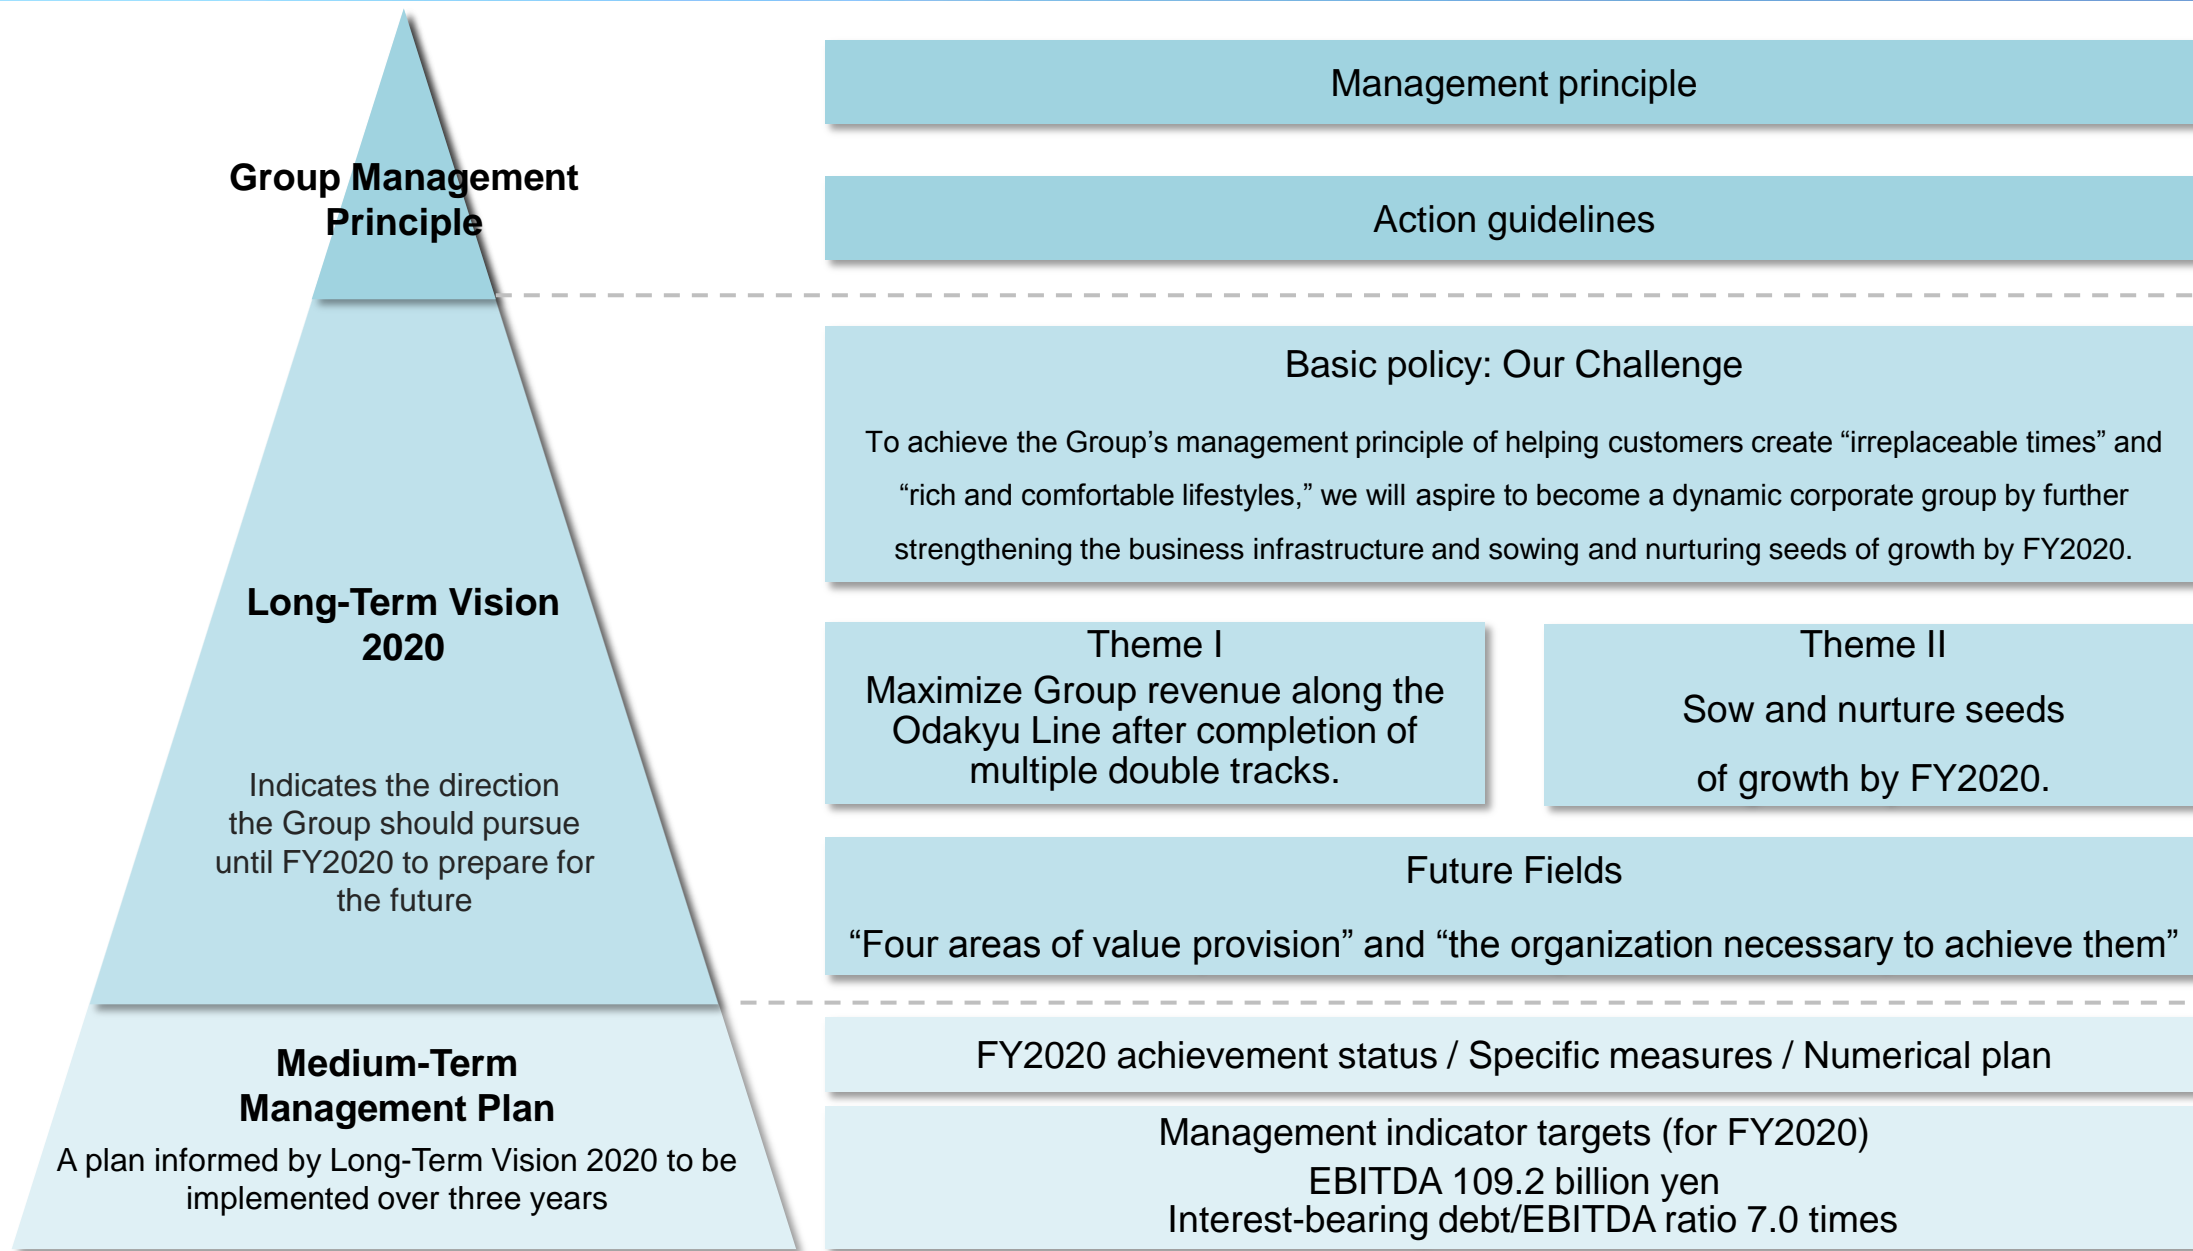 Group Management
Principle
Management principle
Action guidelines
Long-Term Vision
2020
Indicates the direction
the Group should pursue
until FY2020 to prepare for
the future
Basic policy: Our Challenge
To achieve the Group’s management principle of helping customers create “irreplaceable times” and
“rich and comfortable lifestyles,” we will aspire to become a dynamic corporate group by further
strengthening the business infrastructure and sowing and nurturing seeds of growth by FY2020.
Theme I
Maximize Group revenue along the
Odakyu Line after completion of
multiple double tracks.
Theme II
Sow and nurture seeds
of growth by FY2020.
Future Fields
“Four areas of value provision” and “the organization necessary to achieve them”
Medium-Term
Management Plan
A plan informed by Long-Term Vision 2020 to be
implemented over three years
FY2020 achievement status / Specific measures / Numerical plan
Management indicator targets (for FY2020)
EBITDA 109.2 billion yen
Interest-bearing debt/EBITDA ratio 7.0 times